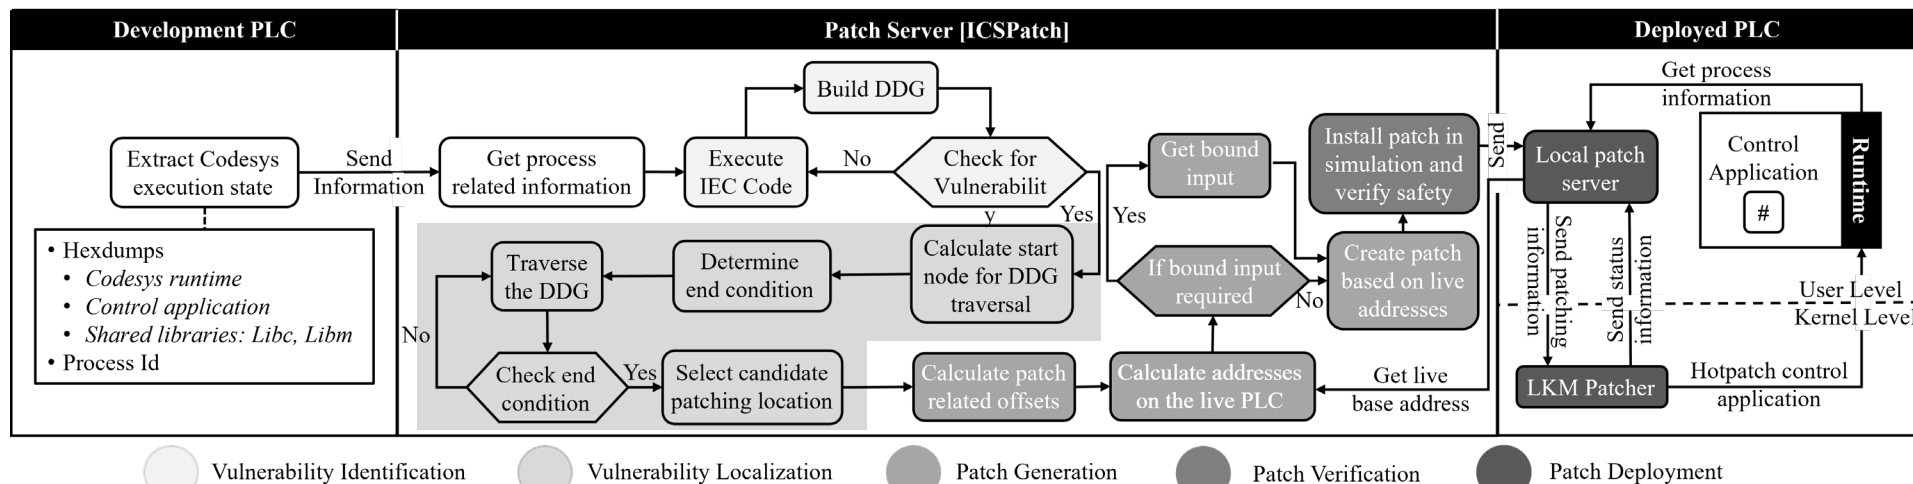 Development PLC
Patch Server [ICSPatch]
Deployed PLC
Extract Codesys
execution state
Send
Information
• Hexdumps
• Codesys runtime
• Control application
• Shared libraries: Libc, Libm
• Process Id
Get process
related information
Execute
IEC Code
Build DDG
No
Check for
Vulnerabilit
y
Yes
Calculate start
node for DDG
traversal
Determine
end condition
Traverse
the DDG
No
Check end
condition
Yes
Select candidate
patching location
Calculate patch
related offsets
Calculate addresses
on the live PLC
If bound input
required
Yes
No
Get bound
input
Create patch
based on live
addresses
Install patch in
simulation and
verify safety
Send
Get live
base address
Get process
information
Local patch
server
Control
Application
#
Runtime
Send patching
information
Send status
information
User Level
Kernel Level
LKM Patcher
Hotpatch control
application
Vulnerability Identification
Vulnerability Localization
Patch Generation
Patch Verification
Patch Deployment